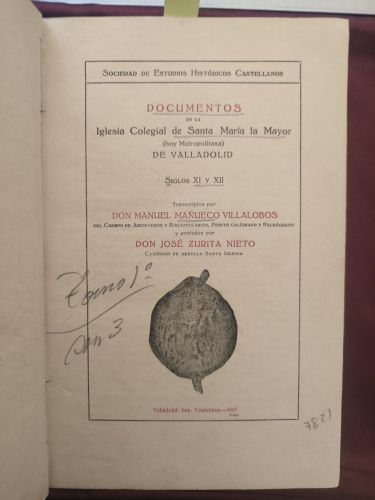 SOCIEDAD DE ESTUDIOS HISTÓRICOS CASTELLANOS
DOCUMENTOS
DE LA
Iglesia Colegial de Santa María la Mayor
(hoy Metropolitana)
DE VALLADOLID
SIGLOS XI Y XII
Transcriptos por
DON MANUEL MAÑUECO VILLALOBOS
DEL CUERPO DE ARCHIVEROS Y BIBLIOTECARIOS, PERITO CALÍGRAFO Y PALEÓGRAFO
y anotados por
DON JOSÉ ZURITA NIETO
CANÓNIGO DE AQUELLA SANTA IGLESIA
Tomo 1º
3
Valladolid: Imp. Castellana.—1917
7821